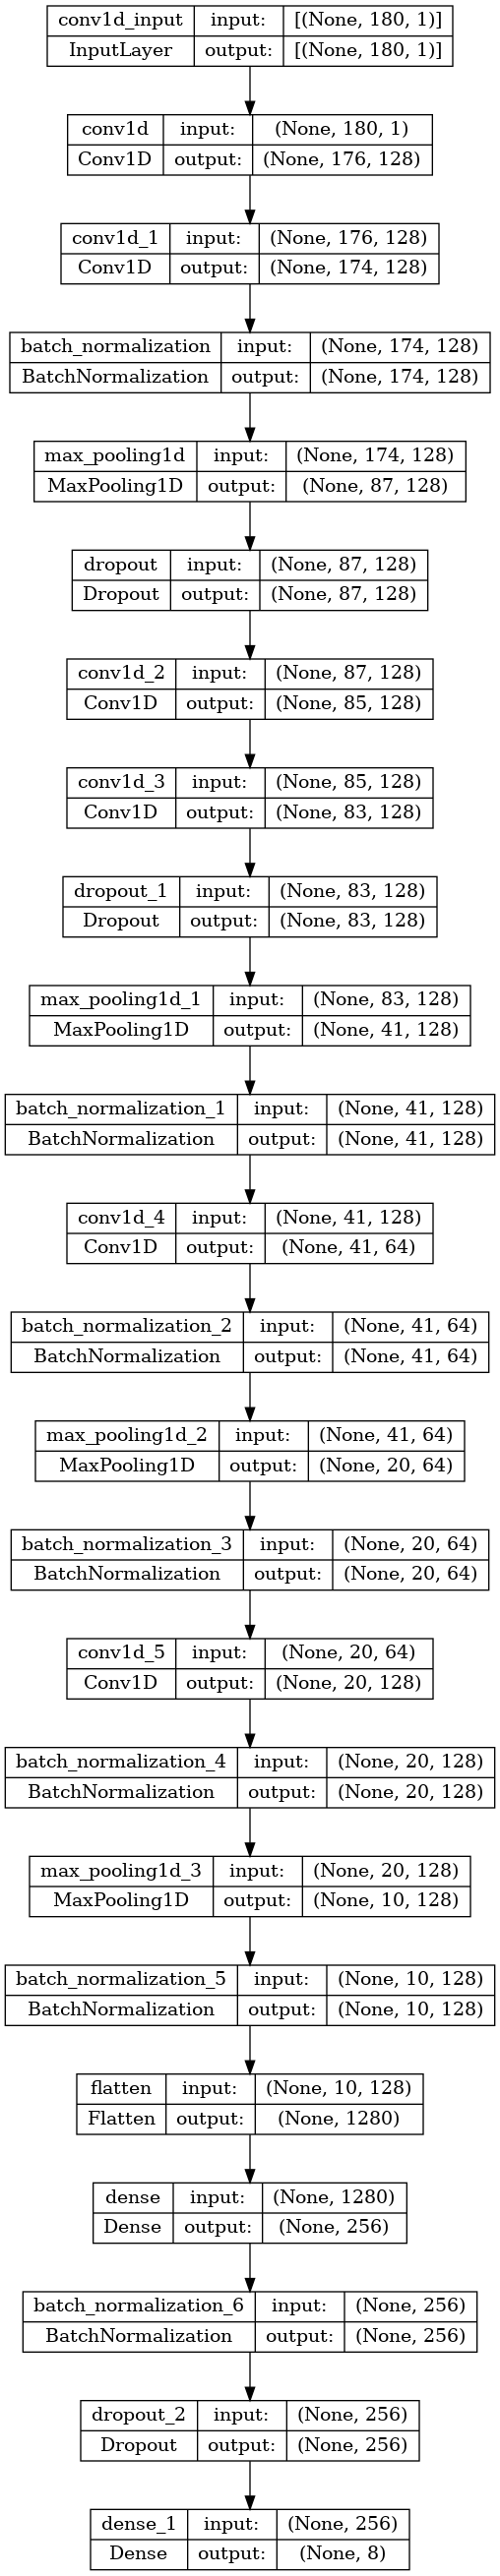 conv1d_input input: [(None, 180, 1)]
InputLayer output: [(None, 180, 1)]
conv1d input: (None, 180, 1)
Conv1D output: (None, 176, 128)
conv1d_1 input: (None, 176, 128)
Conv1D output: (None, 174, 128)
batch_normalization input: (None, 174, 128)
BatchNormalization output: (None, 174, 128)
max_pooling1d input: (None, 174, 128)
MaxPooling1D output: (None, 87, 128)
dropout input: (None, 87, 128)
Dropout output: (None, 87, 128)
conv1d_2 input: (None, 87, 128)
Conv1D output: (None, 85, 128)
conv1d_3 input: (None, 85, 128)
Conv1D output: (None, 83, 128)
dropout_1 input: (None, 83, 128)
Dropout output: (None, 83, 128)
max_pooling1d_1 input: (None, 83, 128)
MaxPooling1D output: (None, 41, 128)
batch_normalization_1 input: (None, 41, 128)
BatchNormalization output: (None, 41, 128)
conv1d_4 input: (None, 41, 128)
Conv1D output: (None, 41, 64)
batch_normalization_2 input: (None, 41, 64)
BatchNormalization output: (None, 41, 64)
max_pooling1d_2 input: (None, 41, 64)
MaxPooling1D output: (None, 20, 64)
batch_normalization_3 input: (None, 20, 64)
BatchNormalization output: (None, 20, 64)
conv1d_5 input: (None, 20, 64)
Conv1D output: (None, 20, 128)
batch_normalization_4 input: (None, 20, 128)
BatchNormalization output: (None, 20, 128)
max_pooling1d_3 input: (None, 20, 128)
MaxPooling1D output: (None, 10, 128)
batch_normalization_5 input: (None, 10, 128)
BatchNormalization output: (None, 10, 128)
flatten input: (None, 10, 128)
Flatten output: (None, 1280)
dense input: (None, 1280)
Dense output: (None, 256)
batch_normalization_6 input: (None, 256)
BatchNormalization output: (None, 256)
dropout_2 input: (None, 256)
Dropout output: (None, 256)
dense_1 input: (None, 256)
Dense output: (None, 8)